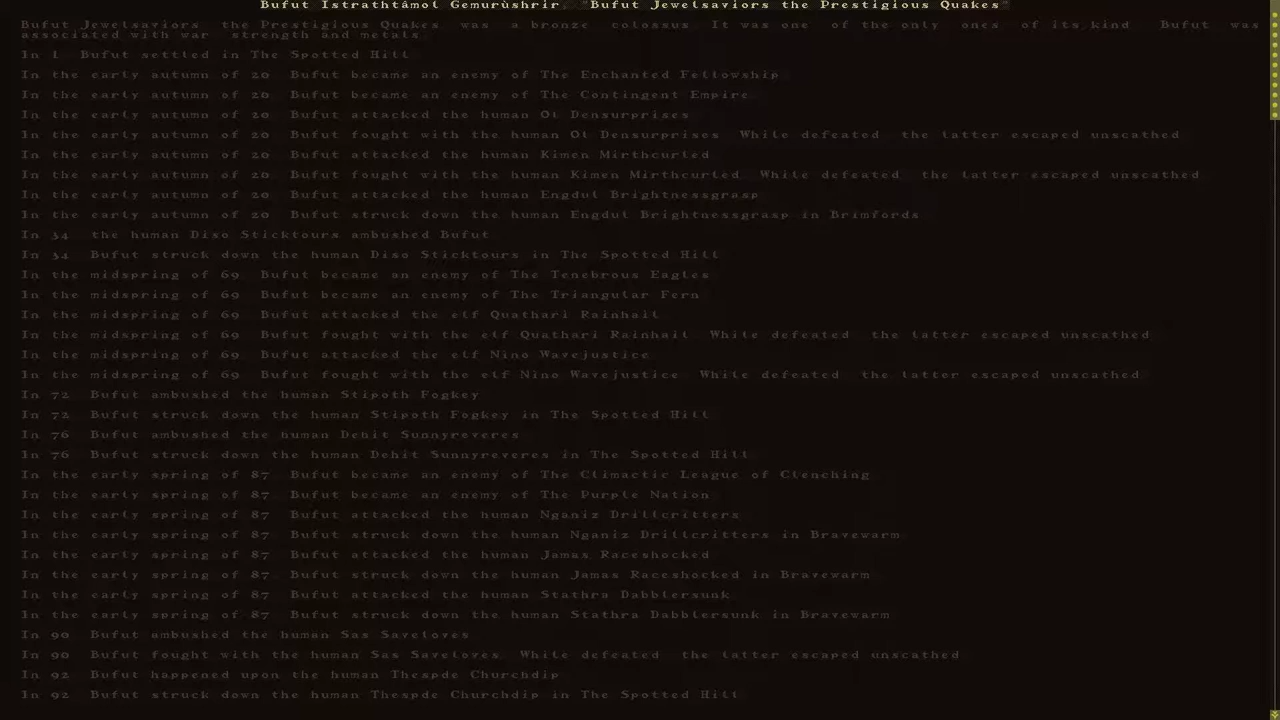 Bufut Istrathtâmol Gemurùshrir, "Bufut Jewelsaviors the Prestigious Quakes"
Bufut Jewelsaviors the Prestigious Quakes was a bronze colossus. It was one of the only ones of its kind. Bufut was
associated with war, strength and metals.
In 1, Bufut settled in The Spotted Hill.
In the early autumn of 20, Bufut became an enemy of The Enchanted Fellowship.
In the early autumn of 20, Bufut became an enemy of The Contingent Empire.
In the early autumn of 20, Bufut attacked the human Ol Densurprises.
In the early autumn of 20, Bufut fought with the human Ol Densurprises. While defeated, the latter escaped unscathed.
In the early autumn of 20, Bufut attacked the human Kimen Mirthcurled.
In the early autumn of 20, Bufut fought with the human Kimen Mirthcurled. While defeated, the latter escaped unscathed.
In the early autumn of 20, Bufut attacked the human Engdul Brightnessgrasp.
In the early autumn of 20, Bufut struck down the human Engdul Brightnessgrasp in Brimfords.
In 54, the human Diso Sticktours ambushed Bufut.
In 54, Bufut struck down the human Diso Sticktours in The Spotted Hill.
In the midspring of 69, Bufut became an enemy of The Tenebrous Eagles.
In the midspring of 69, Bufut became an enemy of The Triangular Fern.
In the midspring of 69, Bufut attacked the elf Quathari Rainhail.
In the midspring of 69, Bufut fought with the elf Quathari Rainhail. While defeated, the latter escaped unscathed.
In the midspring of 69, Bufut attacked the elf Nino Wavejustice.
In the midspring of 69, Bufut fought with the elf Nino Wavejustice. While defeated, the latter escaped unscathed.
In 72, Bufut ambushed the human Stipoth Fogkey.
In 72, Bufut struck down the human Stipoth Fogkey in The Spotted Hill.
In 76, Bufut ambushed the human Dehit Sunnyreveres.
In 76, Bufut struck down the human Dehit Sunnyreveres in The Spotted Hill.
In the early spring of 87, Bufut became an enemy of The Climactic League of Clenching.
In the early spring of 87, Bufut became an enemy of The Purple Nation.
In the early spring of 87, Bufut attacked the human Nganiz Drillcritters.
In the early spring of 87, Bufut struck down the human Nganiz Drillcritters in Bravewarm.
In the early spring of 87, Bufut attacked the human Jamas Raceshocked.
In the early spring of 87, Bufut struck down the human Jamas Raceshocked in Bravewarm.
In the early spring of 87, Bufut attacked the human Stathra Dabblersunk.
In the early spring of 87, Bufut struck down the human Stathra Dabblersunk in Bravewarm.
In 90, Bufut ambushed the human Sas Saveloves.
In 90, Bufut fought with the human Sas Saveloves. While defeated, the latter escaped unscathed.
In 92, Bufut happened upon the human Thespde Churchdip.
In 92, Bufut struck down the human Thespde Churchdip in The Spotted Hill.